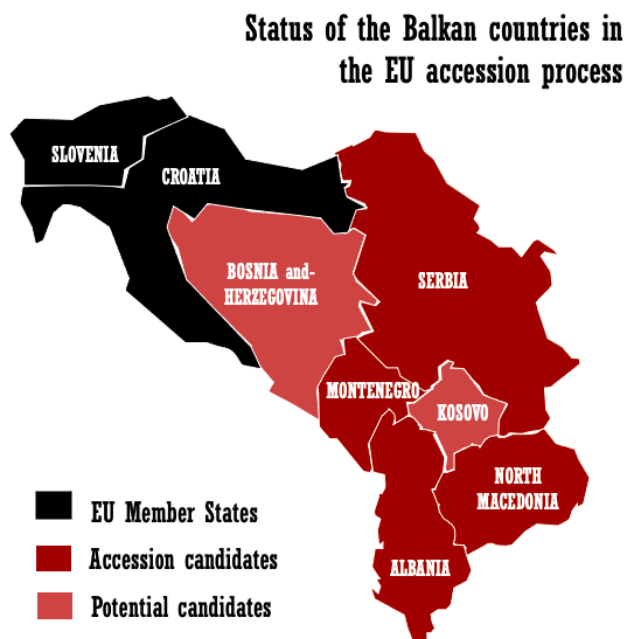 Status of the Balkan countries in
the EU accession process
SLOVENIA
CROATIA
BOSNIA and-
HERZEGOVINA
SERBIA
MONTENEGRO
KOSOVO
NORTH
MACEDONIA
ALBANIA
EU Member States
Accession candidates
Potential candidates